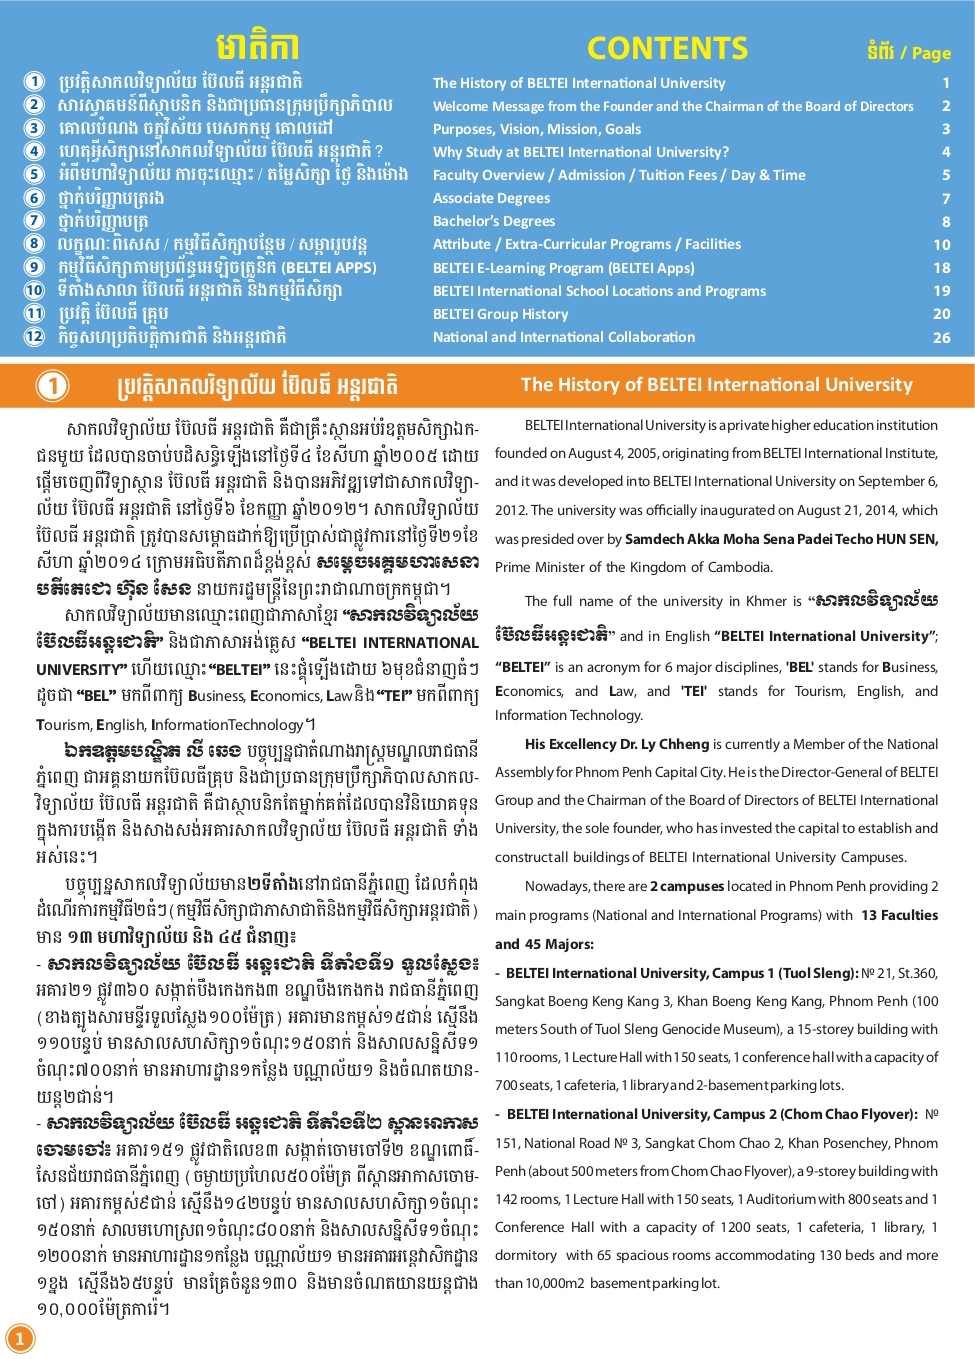 មាតិកា
CONTENTS
ទំព័រ / Page
1 ប្រវត្តិសាកលវិទ្យាល័យ ប៊ែលធី អន្តរជាតិ The History of BELTEI International University 1
2 សារស្វាគមន៍ពីស្ថាបនិក និងជាប្រធានក្រុមប្រឹក្សាភិបាល Welcome Message from the Founder and the Chairman of the Board of Directors 2
3 គោលបំណង ចក្ខុវិស័យ បេសកកម្ម គោលដៅ Purposes, Vision, Mission, Goals 3
4 ហេតុអ្វីសិក្សានៅសាកលវិទ្យាល័យ ប៊ែលធី អន្តរជាតិ ? Why Study at BELTEI International University? 4
5 អំពីមហាវិទ្យាល័យ ការចុះឈ្មោះ / តម្លៃសិក្សា ថ្ងៃ និងម៉ោង Faculty Overview / Admission / Tuition Fees / Day & Time 5
6 ថ្នាក់បរិញ្ញាបត្ររង Associate Degrees 7
7 ថ្នាក់បរិញ្ញាបត្រ Bachelor’s Degrees 8
8 លក្ខណៈពិសេស / កម្មវិធីសិក្សាបន្ថែម / សម្ភាររូបវន្ត Attribute / Extra-Curricular Programs / Facilities 10
9 កម្មវិធីសិក្សាតាមប្រព័ន្ធអេឡិចត្រូនិក (BELTEI APPS) BELTEI E-Learning Program (BELTEI Apps) 18
10 ទីតាំងសាលា ប៊ែលធី អន្តរជាតិ និងកម្មវិធីសិក្សា BELTEI International School Locations and Programs 19
11 ប្រវត្តិ ប៊ែលធី គ្រុប BELTEI Group History 20
12 កិច្ចសហប្រតិបត្តិការជាតិ និងអន្តរជាតិ National and International Collaboration 26
1 ប្រវត្តិសាកលវិទ្យាល័យ ប៊ែលធី អន្តរជាតិ The History of BELTEI International University
សាកលវិទ្យាល័យ ប៊ែលធី អន្តរជាតិ គឺជាគ្រឹះស្ថានអប់រំឧត្តមសិក្សាឯក-
ជនមួយ ដែលបានចាប់បដិសន្ធិឡើងនៅថ្ងៃទី៤ ខែសីហា ឆ្នាំ២០០៥ ដោយ
ផ្តើមចេញពីវិទ្យាស្ថាន ប៊ែលធី អន្តរជាតិ និងបានអភិវឌ្ឍទៅជាសាកលវិទ្យា-
ល័យ ប៊ែលធី អន្តរជាតិ នៅថ្ងៃទី៦ ខែកញ្ញា ឆ្នាំ២០១២។ សាកលវិទ្យាល័យ
ប៊ែលធី អន្តរជាតិ ត្រូវបានសម្ពោធដាក់ឱ្យប្រើប្រាស់ជាផ្លូវការនៅថ្ងៃទី២១ខែ
សីហា ឆ្នាំ២០១៤ ក្រោមអធិបតីភាពដ៏ខ្ពង់ខ្ពស់ សម្តេចអគ្គមហាសេនា
បតីតេជោ ហ៊ុន សែន នាយករដ្ឋមន្ត្រីនៃព្រះរាជាណាចក្រកម្ពុជា។
សាកលវិទ្យាល័យមានឈ្មោះពេញជាភាសាខ្មែរ “សាកលវិទ្យាល័យ
ប៊ែលធីអន្តរជាតិ” និងជាភាសាអង់គ្លេស “BELTEI INTERNATIONAL
UNIVERSITY” ហើយឈ្មោះ“BELTEI” នេះផ្គុំឡើងដោយ ៦មុខជំនាញធំៗ
ដូចជា “BEL” មកពីពាក្យ Business, Economics, Law និង “TEI” មកពីពាក្យ
Tourism, English, InformationTechnology។
ឯកឧត្តមបណ្ឌិត លី ឆេង បច្ចុប្បន្នជាតំណាងរាស្ត្រមណ្ឌលរាជធានី
ភ្នំពេញ ជាអគ្គនាយកប៊ែលធីគ្រុប និងជាប្រធានក្រុមប្រឹក្សាភិបាលសាកល-
វិទ្យាល័យ ប៊ែលធី អន្តរជាតិ គឺជាស្ថាបនិកតែម្នាក់គត់ដែលបានវិនិយោគទុន
ក្នុងការបង្កើត និងសាងសង់អគារសាកលវិទ្យាល័យ ប៊ែលធី អន្តរជាតិ ទាំង
អស់នេះ។
បច្ចុប្បន្នសាកលវិទ្យាល័យមាន២ទីតាំងនៅរាជធានីភ្នំពេញ ដែលកំពុង
ដំណើរការកម្មវិធី២ធំៗ(កម្មវិធីសិក្សាជាភាសាជាតិនិងកម្មវិធីសិក្សាអន្តរជាតិ)
មាន ១៣ មហាវិទ្យាល័យ និង ៤៥ ជំនាញ៖
- សាកលវិទ្យាល័យ ប៊ែលធី អន្តរជាតិ ទីតាំងទី១ ទួលស្លែង៖
អគារ២១ ផ្លូវ៣៦០ សង្កាត់បឹងកេងកង៣ ខណ្ឌបឹងកេងកង រាជធានីភ្នំពេញ
(ខាងត្បូងសារមន្ទីរទួលស្លែង១០០ម៉ែត្រ) អគារមានកម្ពស់១៥ជាន់ ស្មើនឹង
១១០បន្ទប់ មានសាលសហសិក្សា១ចំណុះ១៥០នាក់ និងសាលសន្និសីទ១
ចំណុះ៧០០នាក់ មានអាហារដ្ឋាន១កន្លែង បណ្ណាល័យ១ និងចំណតយាន-
យន្ត២ជាន់។
- សាកលវិទ្យាល័យ ប៊ែលធី អន្តរជាតិ ទីតាំងទី២ ស្ពានអាកាស
ចោមចៅ៖ អគារ១៥១ ផ្លូវជាតិលេខ៣ សង្កាត់ចោមចៅទី២ ខណ្ឌពោធិ៍-
សែនជ័យរាជធានីភ្នំពេញ (ចម្ងាយប្រហែល៥០០ម៉ែត្រ ពីស្ពានអាកាសចោម-
ចៅ) អគារកម្ពស់៩ជាន់ ស្មើនឹង១៤២បន្ទប់ មានសាលសហសិក្សា១ចំណុះ
១៥០នាក់ សាលមហោស្រព១ចំណុះ៨០០នាក់ និងសាលសន្និសីទ១ចំណុះ
១២០០នាក់ មានអាហារដ្ឋាន១កន្លែង បណ្ណាល័យ១ មានអគារអន្តេវាសិកដ្ឋាន
១ខ្នង ស្មើនឹង៦៥បន្ទប់ មានគ្រែចំនួន១៣០ និងមានចំណតយានយន្តជាង
១០,០០០ម៉ែត្រការ៉េ។
BELTEI International University is a private higher education institution
founded on August 4, 2005, originating from BELTEI International Institute,
and it was developed into BELTEI International University on September 6,
2012. The university was officially inaugurated on August 21, 2014, which
was presided over by Samdech Akka Moha Sena Padei Techo HUN SEN,
Prime Minister of the Kingdom of Cambodia.
The full name of the university in Khmer is “សាកលវិទ្យាល័យ
ប៊ែលធីអន្តរជាតិ” and in English “BELTEI International University”;
“BELTEI” is an acronym for 6 major disciplines, 'BEL' stands for Business,
Economics, and Law, and 'TEI' stands for Tourism, English, and
Information Technology.
His Excellency Dr. Ly Chheng is currently a Member of the National
Assembly for Phnom Penh Capital City. He is the Director-General of BELTEI
Group and the Chairman of the Board of Directors of BELTEI International
University, the sole founder, who has invested the capital to establish and
construct all buildings of BELTEI International University Campuses.
Nowadays, there are 2 campuses located in Phnom Penh providing 2
main programs (National and International Programs) with 13 Faculties
and 45 Majors:
- BELTEI International University, Campus 1 (Tuol Sleng): № 21, St.360,
Sangkat Boeng Keng Kang 3, Khan Boeng Keng Kang, Phnom Penh (100
meters South of Tuol Sleng Genocide Museum), a 15-storey building with
110 rooms, 1 Lecture Hall with 150 seats, 1 conference hall with a capacity of
700 seats, 1 cafeteria, 1 library and 2-basement parking lots.
- BELTEI International University, Campus 2 (Chom Chao Flyover): №
151, National Road № 3, Sangkat Chom Chao 2, Khan Posenchey, Phnom
Penh (about 500 meters from Chom Chao Flyover), a 9-storey building with
142 rooms, 1 Lecture Hall with 150 seats, 1 Auditorium with 800 seats and 1
Conference Hall with a capacity of 1200 seats, 1 cafeteria, 1 library, 1
dormitory with 65 spacious rooms accommodating 130 beds and more
than 10,000m2 basement parking lot.
1